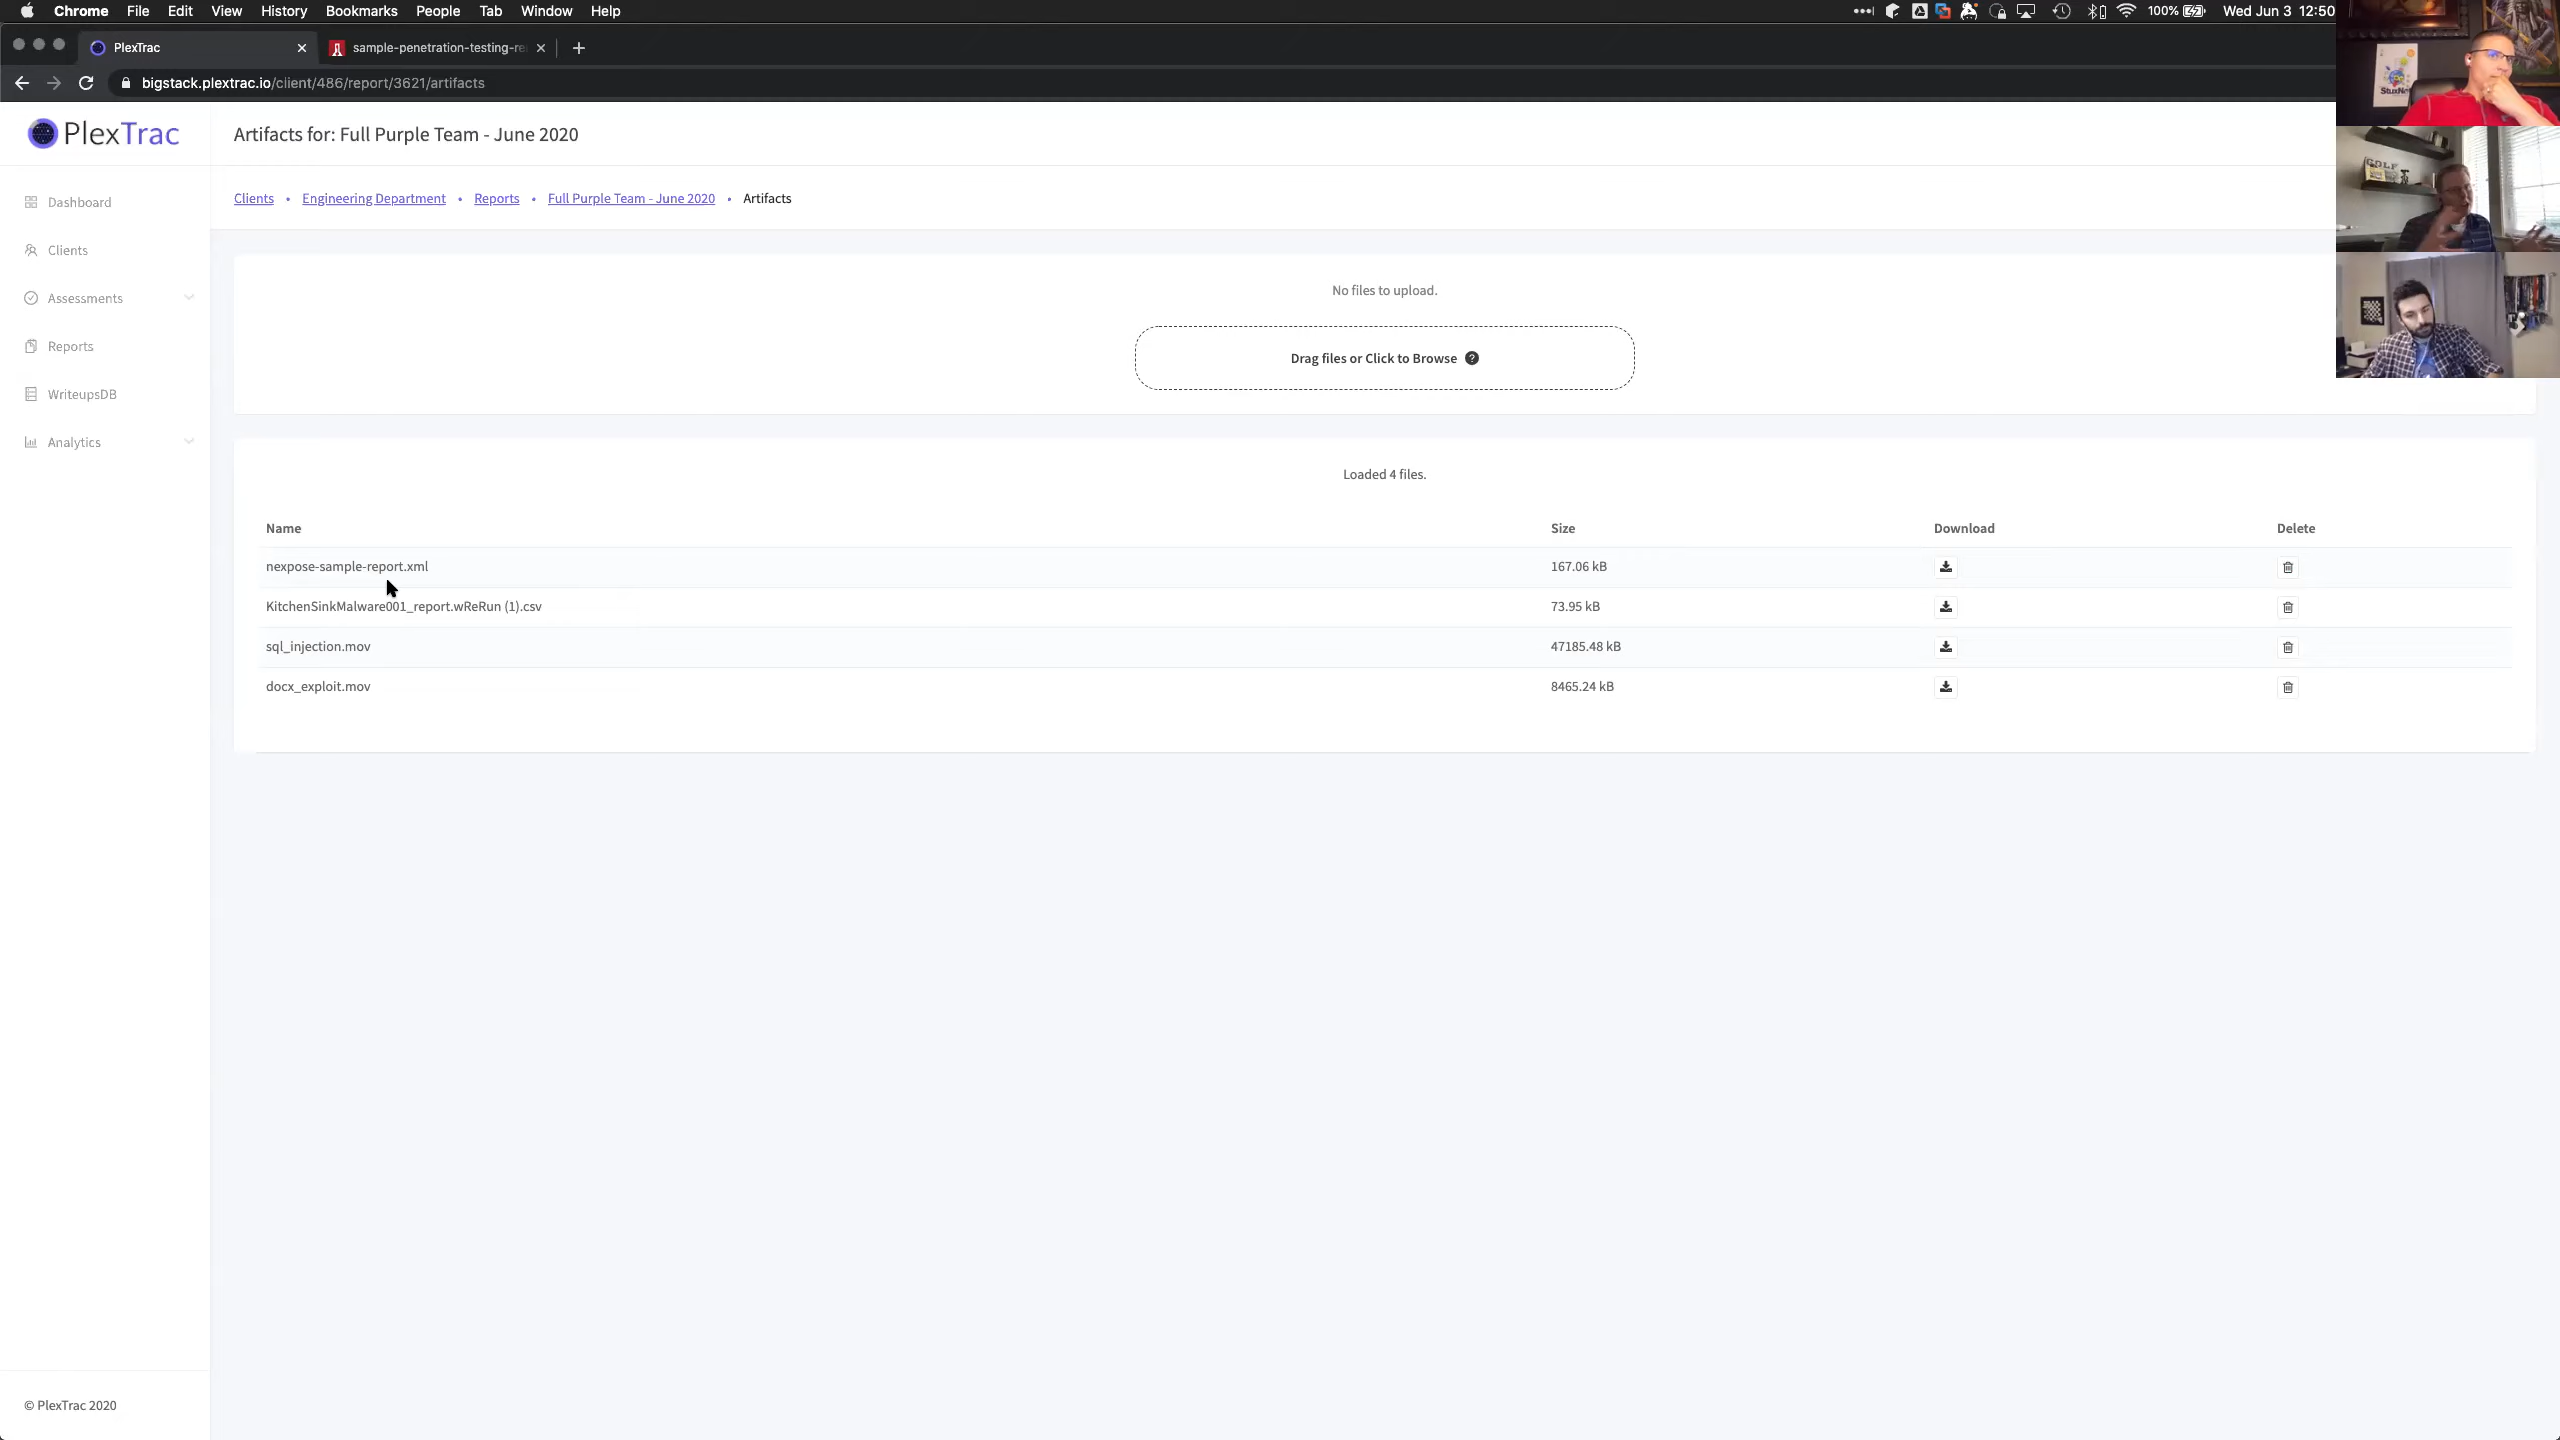 Chrome File Edit View History Bookmarks People Tab Window Help 100% Wed Jun 3 12:50
PlexTrac sample-penetration-testing-re
bigstack.plextrac.io/client/486/report/3621/artifacts
PlexTrac
Artifacts for: Full Purple Team - June 2020
Dashboard
Clients
Assessments
Reports
WriteupsDB
Analytics
Clients • Engineering Department • Reports • Full Purple Team - June 2020 • Artifacts
No files to upload.
Drag files or Click to Browse ?
Loaded 4 files.
Name Size Download Delete
nexpose-sample-report.xml 167.06 kB
KitchenSinkMalware001_report.wReRun (1).csv 73.95 kB
sql_injection.mov 47185.48 kB
docx_exploit.mov 8465.24 kB
© PlexTrac 2020
GOLF